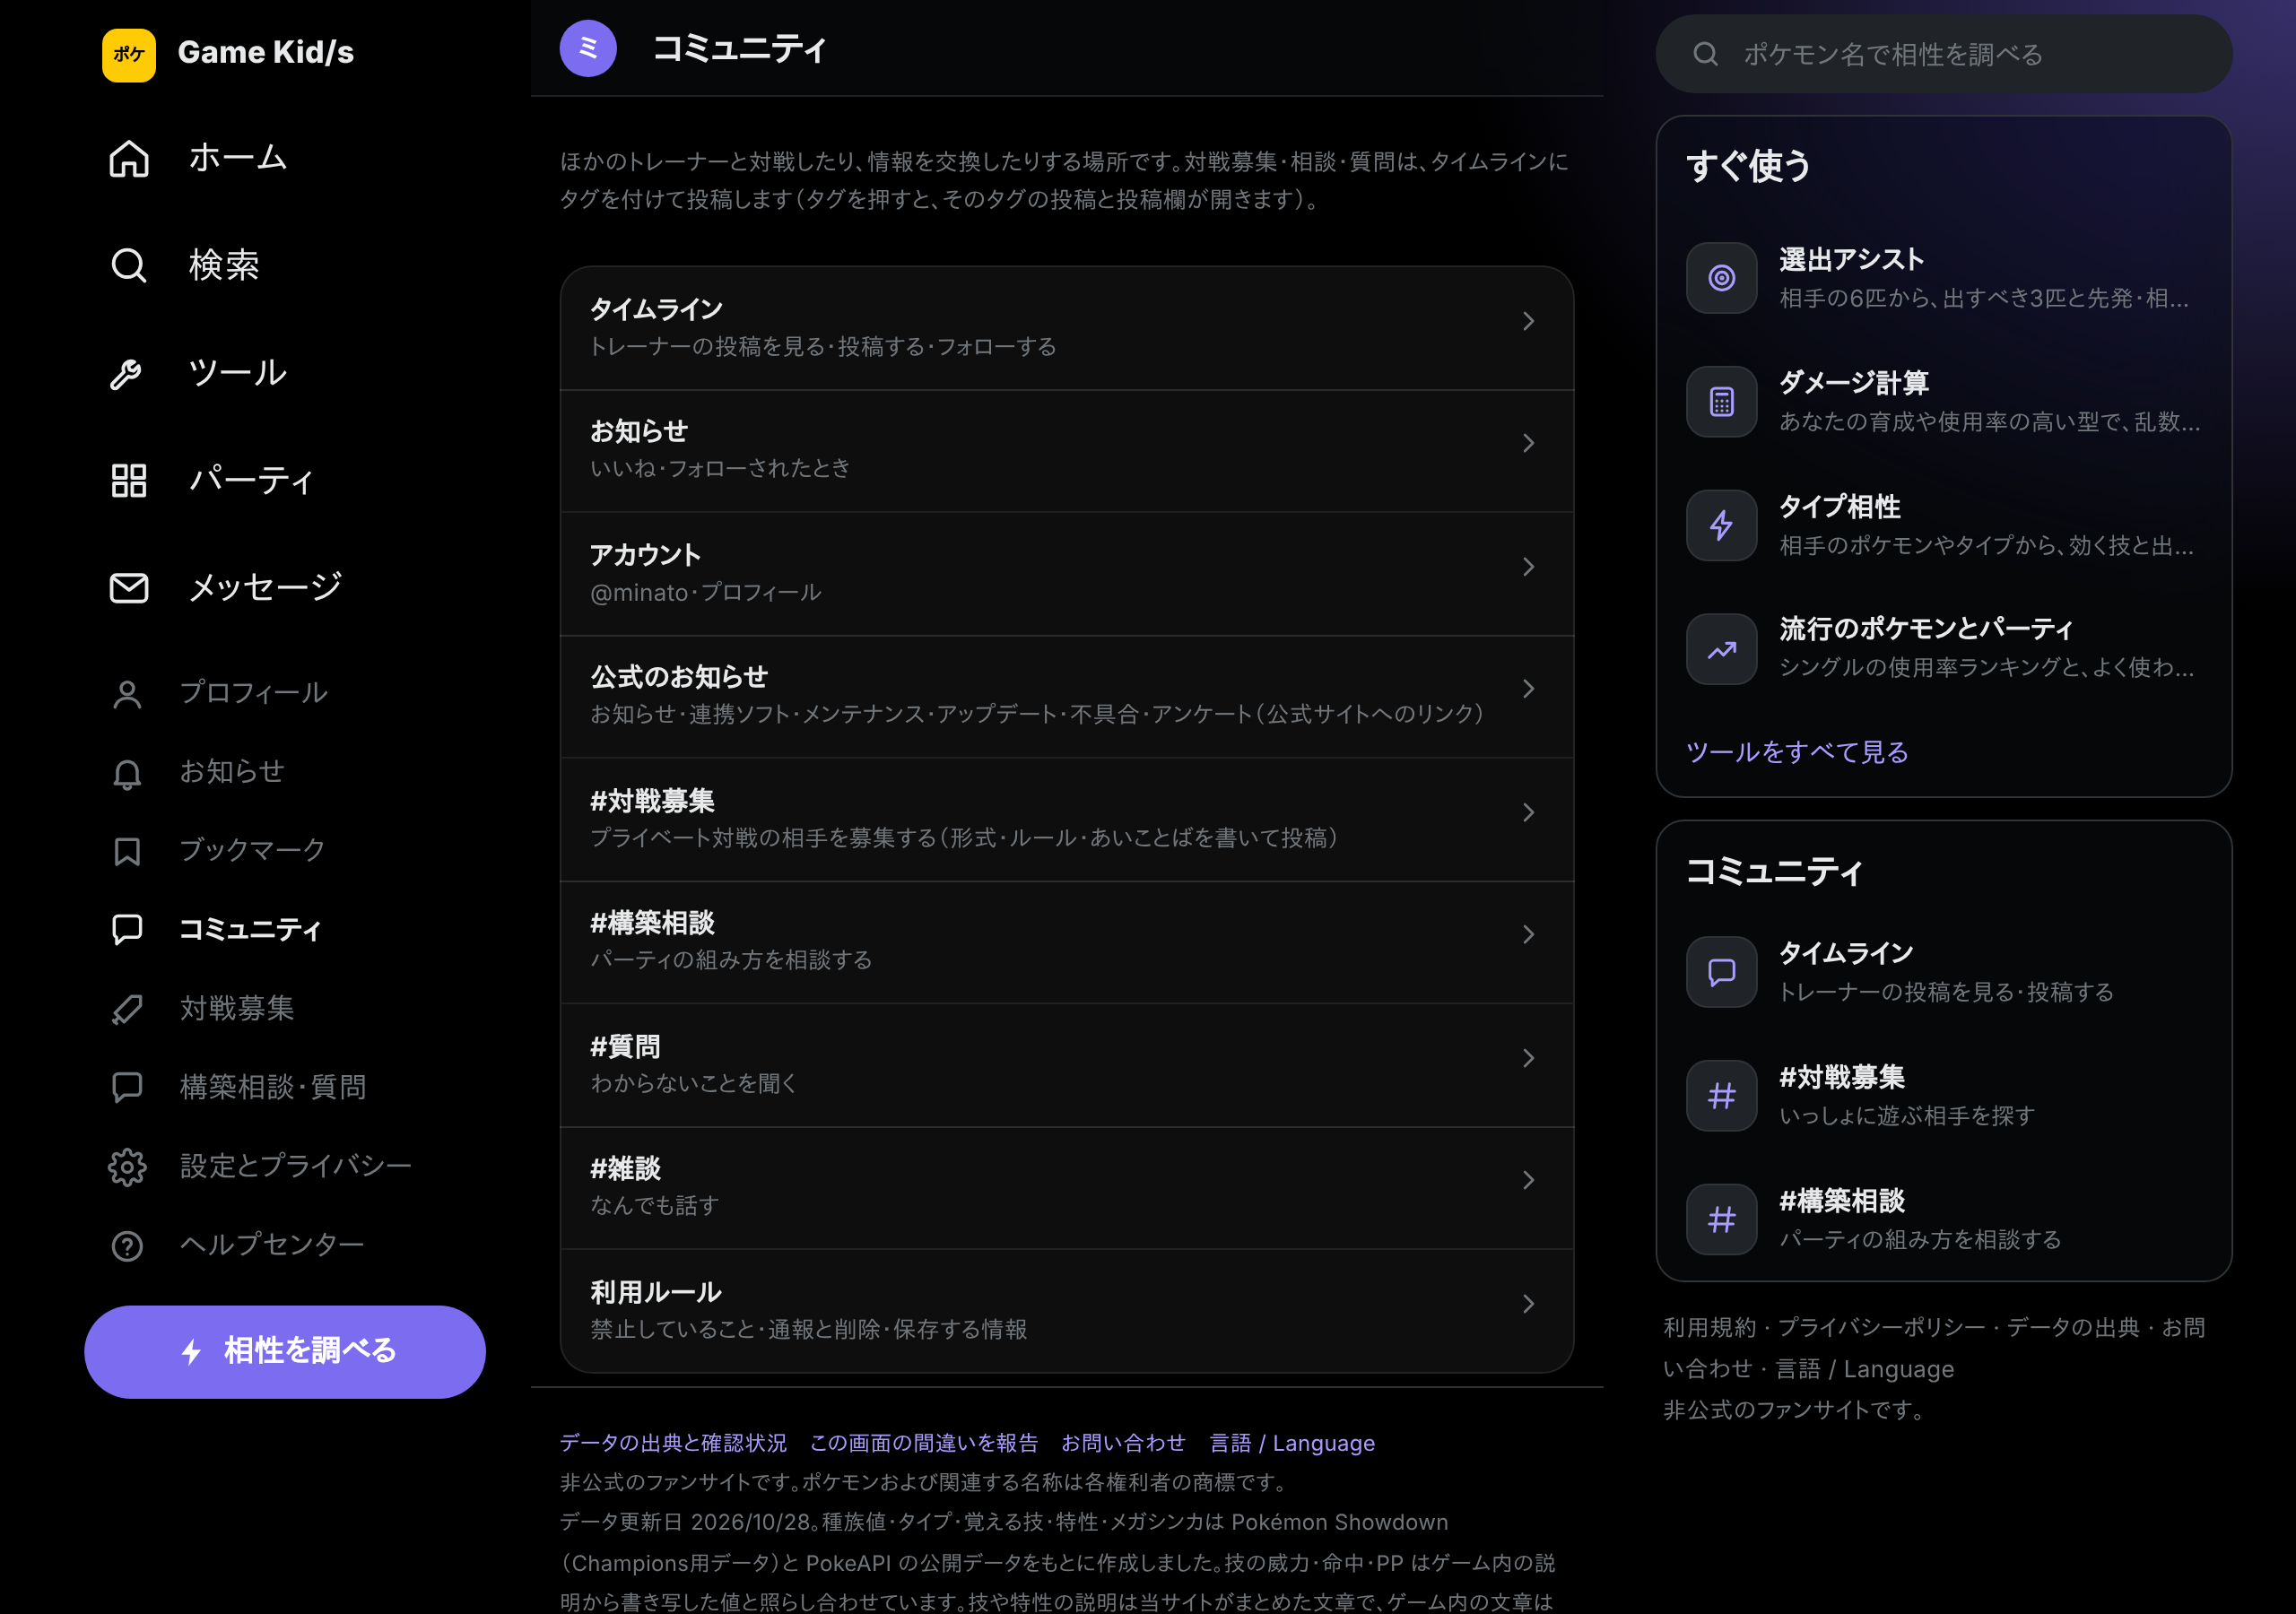 ポケ Game Kid/s
ホーム
検索
ツール
パーティ
メッセージ
プロフィール
お知らせ
ブックマーク
コミュニティ
対戦募集
構築相談・質問
設定とプライバシー
ヘルプセンター
相性を調べる
ミ コミュニティ
ほかのトレーナーと対戦したり、情報を交換したりする場所です。対戦募集・相談・質問は、タイムラインに
タグを付けて投稿します（タグを押すと、そのタグの投稿と投稿欄が開きます）。
タイムライン
トレーナーの投稿を見る・投稿する・フォローする
お知らせ
いいね・フォローされたとき
アカウント
@minato・プロフィール
公式のお知らせ
お知らせ・連携ソフト・メンテナンス・アップデート・不具合・アンケート（公式サイトへのリンク）
#対戦募集
プライベート対戦の相手を募集する（形式・ルール・あいことばを書いて投稿）
#構築相談
パーティの組み方を相談する
#質問
わからないことを聞く
#雑談
なんでも話す
利用ルール
禁止していること・通報と削除・保存する情報
データの出典と確認状況 この画面の間違いを報告 お問い合わせ 言語 / Language
非公式のファンサイトです。ポケモンおよび関連する名称は各権利者の商標です。
データ更新日 2026/10/28。種族値・タイプ・覚える技・特性・メガシンカは Pokémon Showdown
（Champions用データ）と PokeAPI の公開データをもとに作成しました。技の威力・命中・PP はゲーム内の説
明から書き写した値と照らし合わせています。技や特性の説明は当サイトがまとめた文章で、ゲーム内の文章は
ポケモン名で相性を調べる
すぐ使う
選出アシスト
相手の6匹から、出すべき3匹と先発・相…
ダメージ計算
あなたの育成や使用率の高い型で、乱数…
タイプ相性
相手のポケモンやタイプから、効く技と出…
流行のポケモンとパーティ
シングルの使用率ランキングと、よく使わ…
ツールをすべて見る
コミュニティ
タイムライン
トレーナーの投稿を見る・投稿する
#対戦募集
いっしょに遊ぶ相手を探す
#構築相談
パーティの組み方を相談する
利用規約 · プライバシーポリシー · データの出典 · お問
い合わせ · 言語 / Language
非公式のファンサイトです。